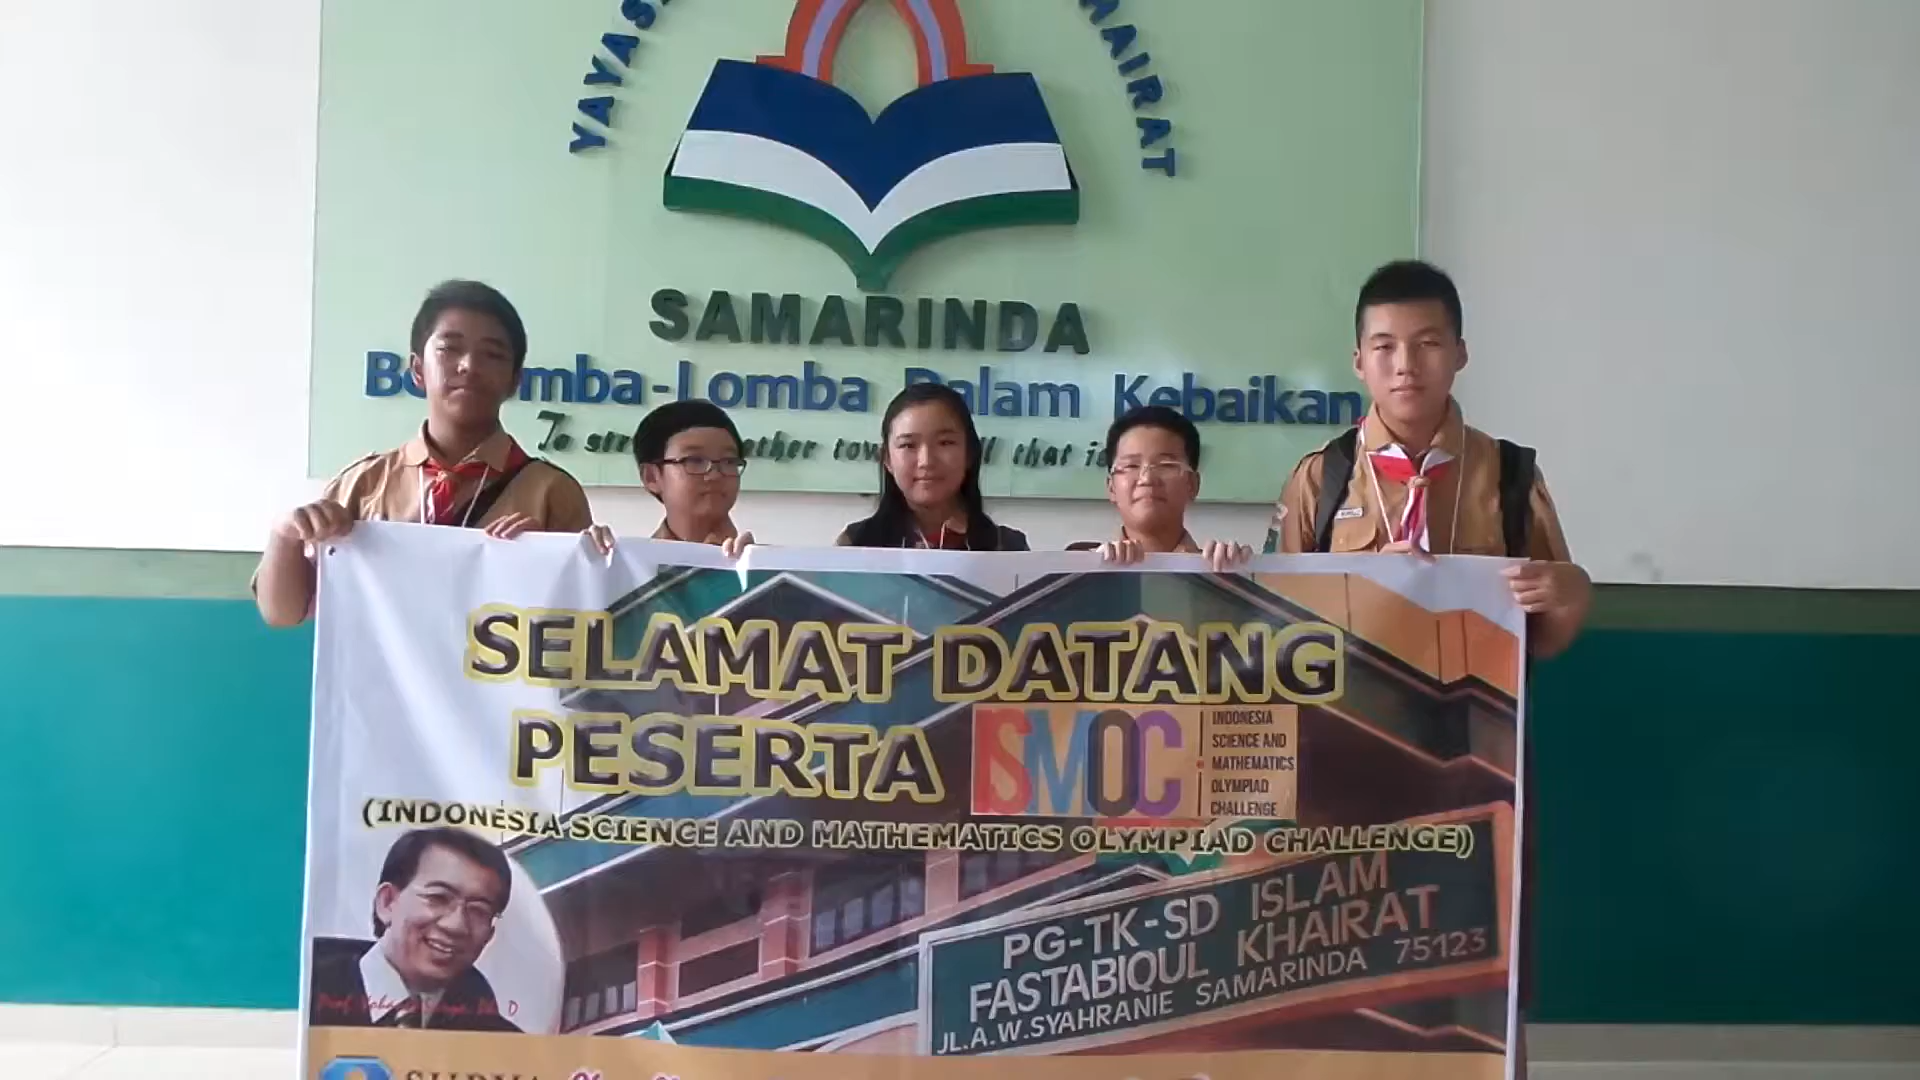 SAMARINDA
Dalam Kebaikan
SELAMAT DATANG
PESERTA ISMOC INDONESIA
SCIENCE AND
MATHEMATICS
OLYMPIAD
CHALLENGE
(INDONESIA SCIENCE AND MATHEMATICS OLYMPIAD CHALLENGE)
PG-TK-SD ISLAM
FASTABIQUL KHAIRAT
JL.A.W.SYAHRANIE SAMARINDA 75123